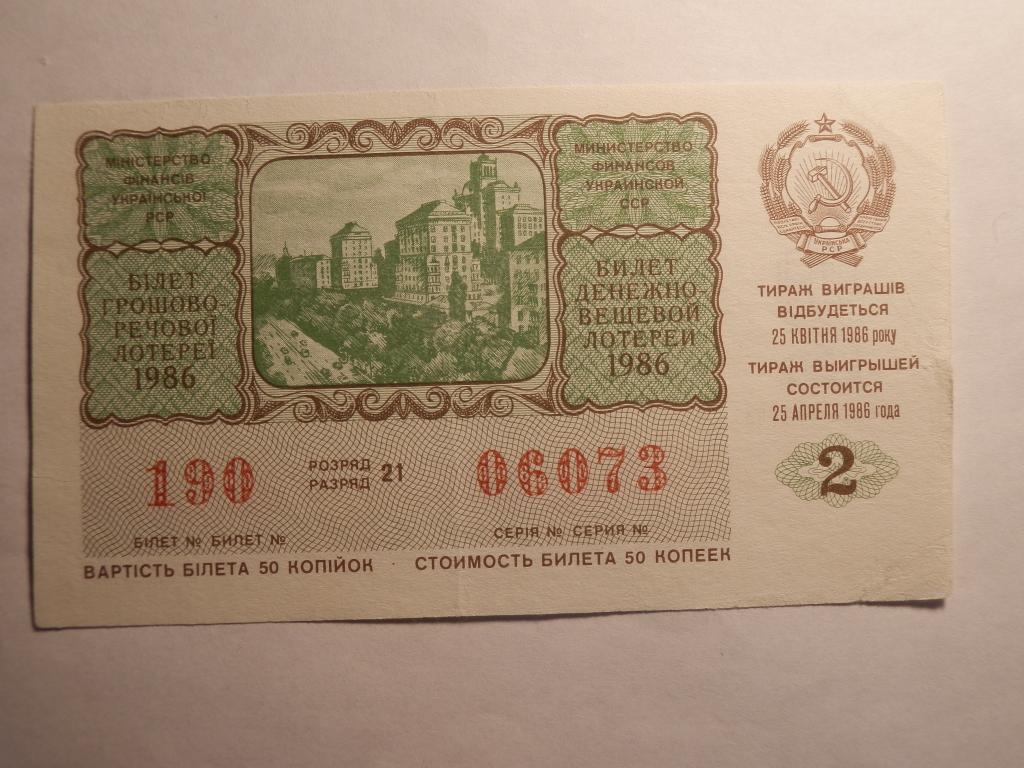 МІНІСТЕРСТВО
ФІНАНСІВ
УКРАЇНСЬКОЇ
РСР
БІЛЕТ
ГРОШОВО-
РЕЧОВОЇ
ЛОТЕРЕЇ
1986
МИНИСТЕРСТВО
ФИНАНСОВ
УКРАИНСКОЙ
ССР
БИЛЕТ
ДЕНЕЖНО-
ВЕЩЕВОЙ
ЛОТЕРЕИ
1986
УКРАЇНСЬКА
РСР
ТИРАЖ ВИГРАШІВ
ВІДБУДЕТЬСЯ
25 КВІТНЯ 1986 року
ТИРАЖ ВЫИГРЫШЕЙ
СОСТОИТСЯ
25 АПРЕЛЯ 1986 года
2
190
РОЗРЯД
РАЗРЯД 21
06073
БІЛЕТ № БИЛЕТ №
СЕРІЯ № СЕРИЯ №
ВАРТІСТЬ БІЛЕТА 50 КОПІЙОК · СТОИМОСТЬ БИЛЕТА 50 КОПЕЕК